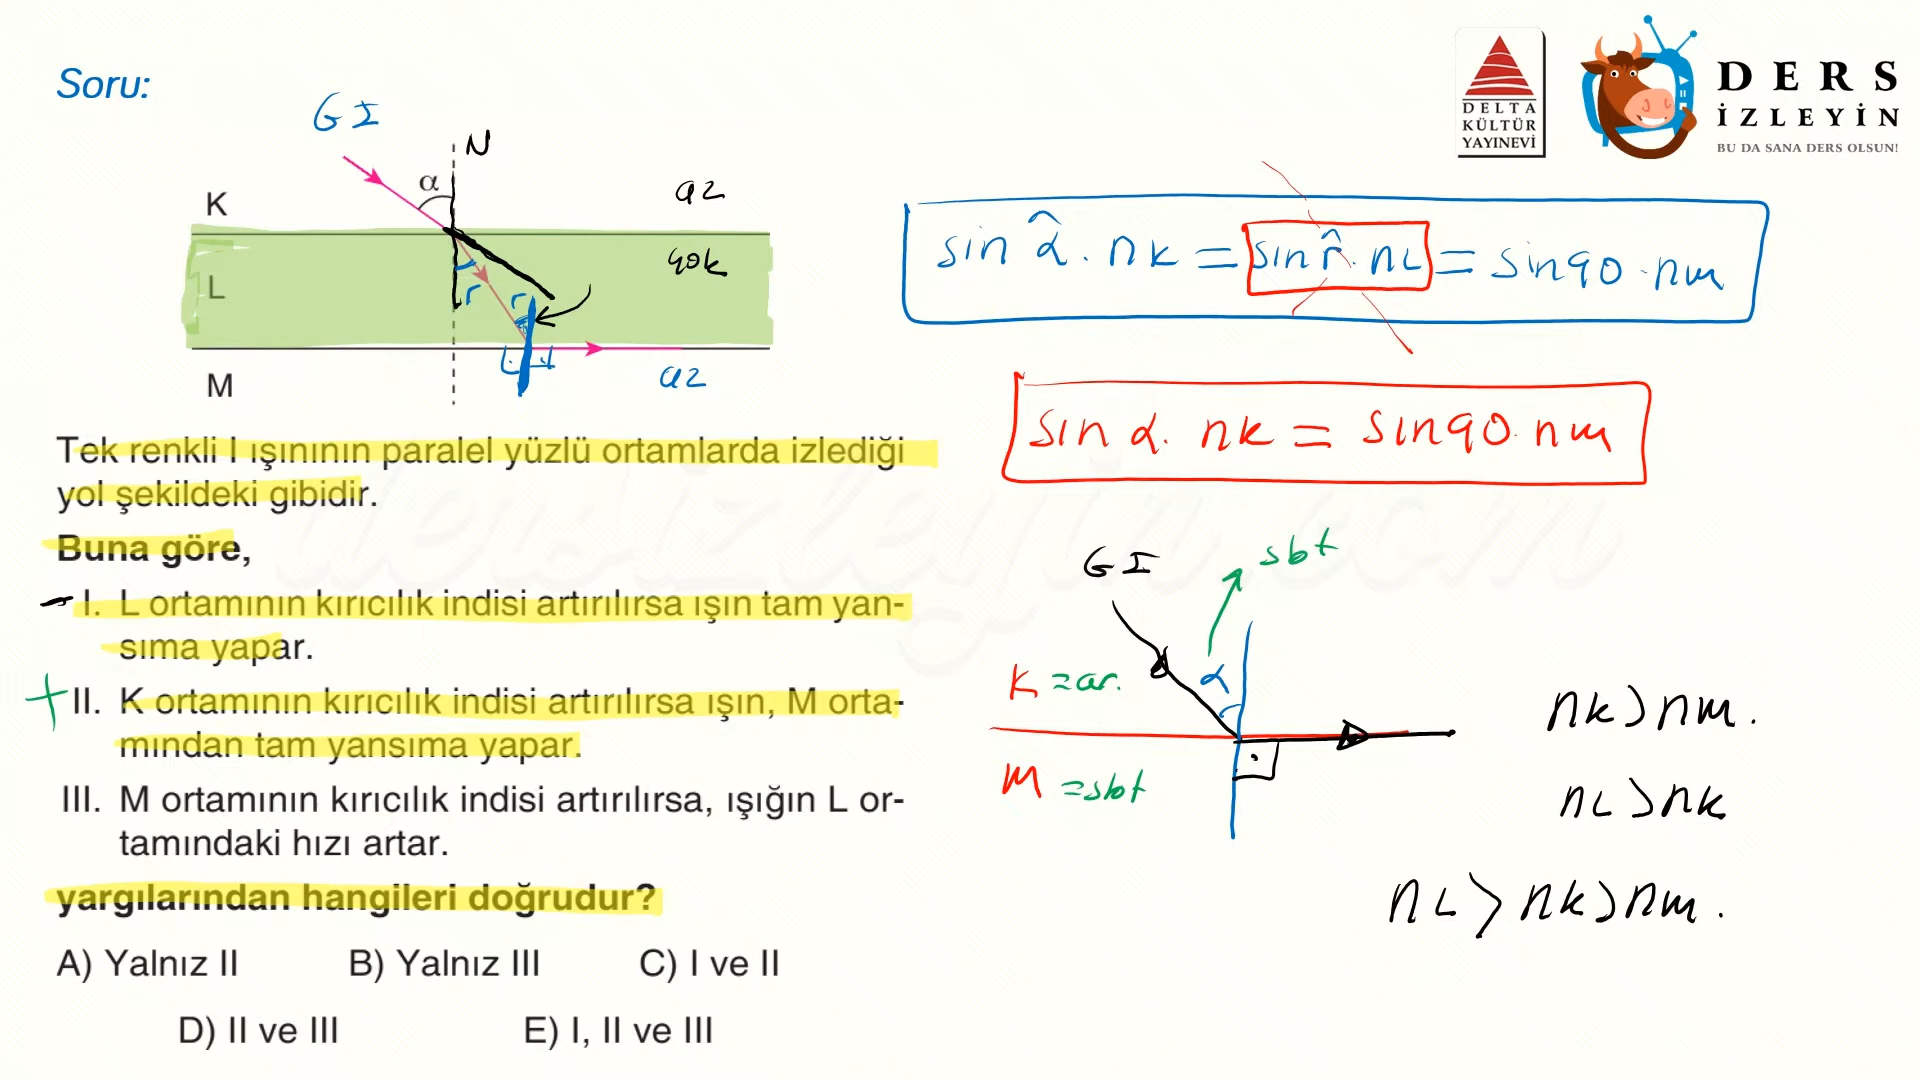 Soru:
GI
N
α
K
az
L
çok
r
r
M
az
DELTA
KÜLTÜR
YAYINEVİ
DERS
İZLEYİN
BU DA SANA DERS OLSUN!
sin α̂ . nK = sin r̂ . nL = sin90 . nm
sin α . nK = sin90 . nm
Tek renkli I ışınının paralel yüzlü ortamlarda izlediği
yol şekildeki gibidir.
Buna göre,
I. L ortamının kırıcılık indisi artırılırsa ışın tam yan-
sıma yapar.
II. K ortamının kırıcılık indisi artırılırsa ışın, M orta-
mından tam yansıma yapar.
III. M ortamının kırıcılık indisi artırılırsa, ışığın L or-
tamındaki hızı artar.
yargılarından hangileri doğrudur?
A) Yalnız II B) Yalnız III C) I ve II
D) II ve III E) I, II ve III
GI
sbt
K = ar.
α
M = sbt
nK > nm.
nL > nK
nL > nK > nm.
dersizleyin.com